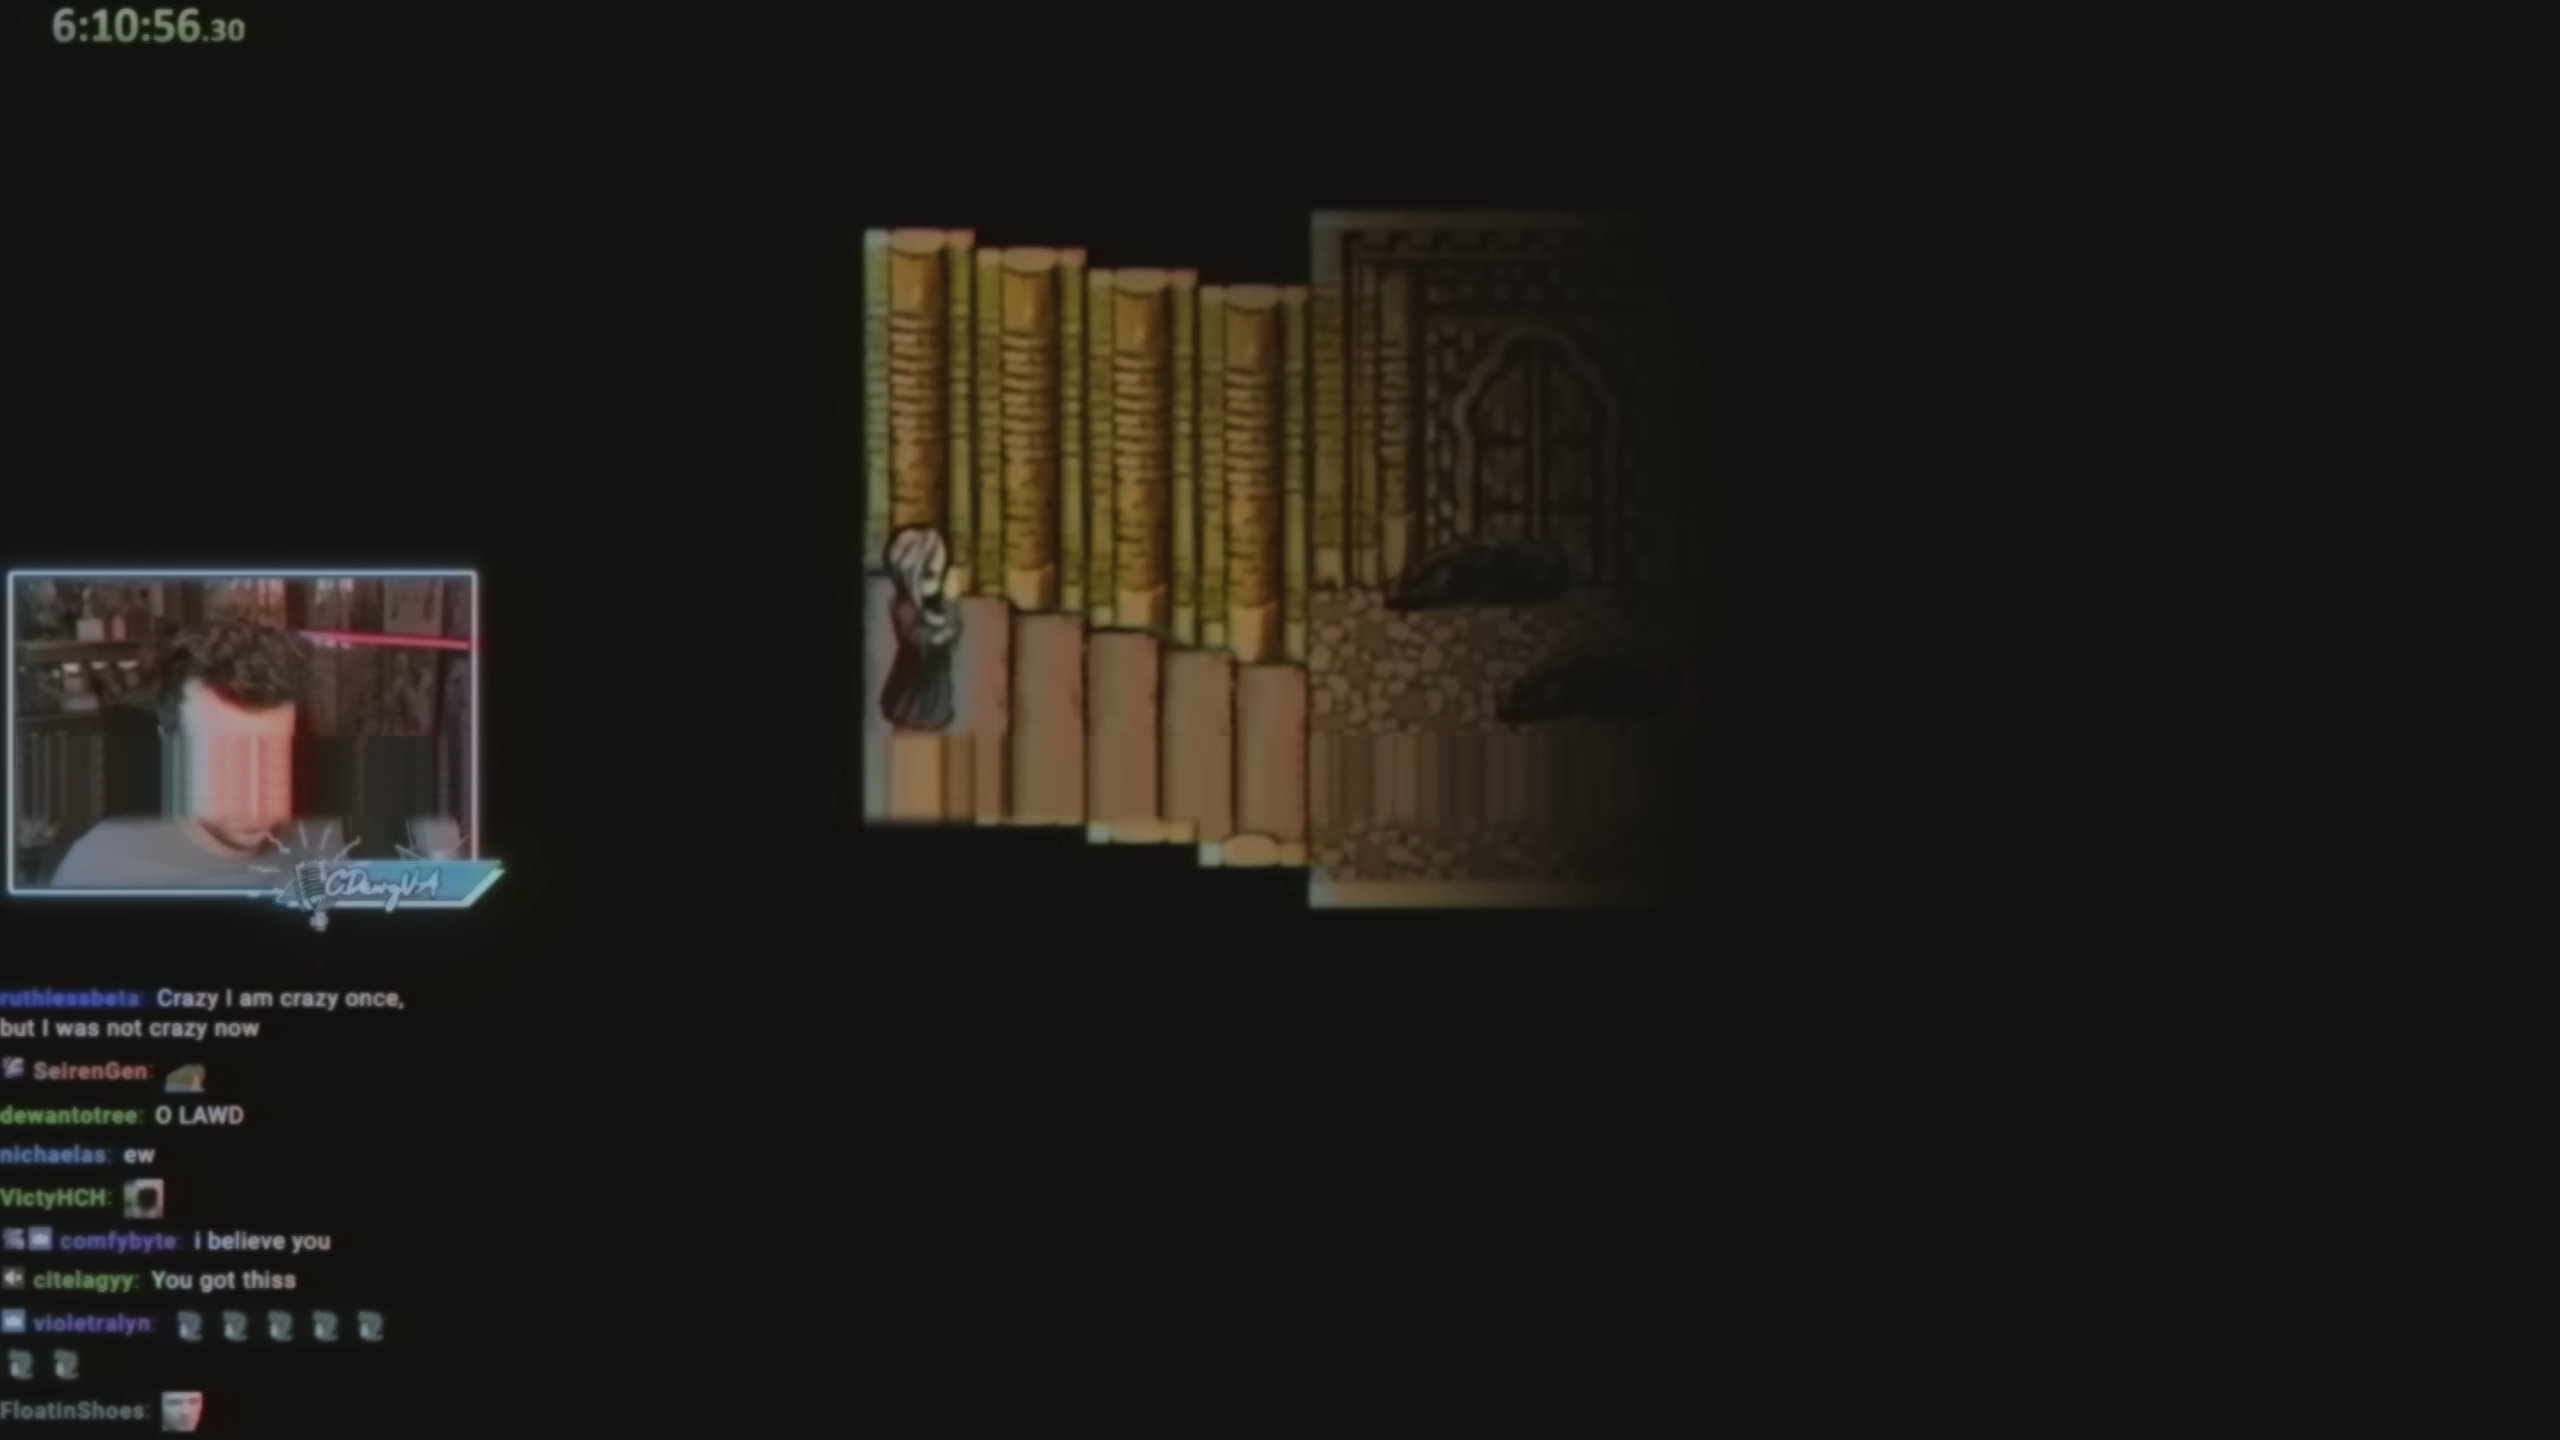 6:10:56.30
CDawgVA
ruthlessbeta: Crazy I am crazy once,
but I was not crazy now
SeirenGen:
dewantotree: O LAWD
nichaelas: ew
VictyHCH:
comfybyte: i believe you
citelagyy: You got thiss
violetralyn:
FloatinShoes: